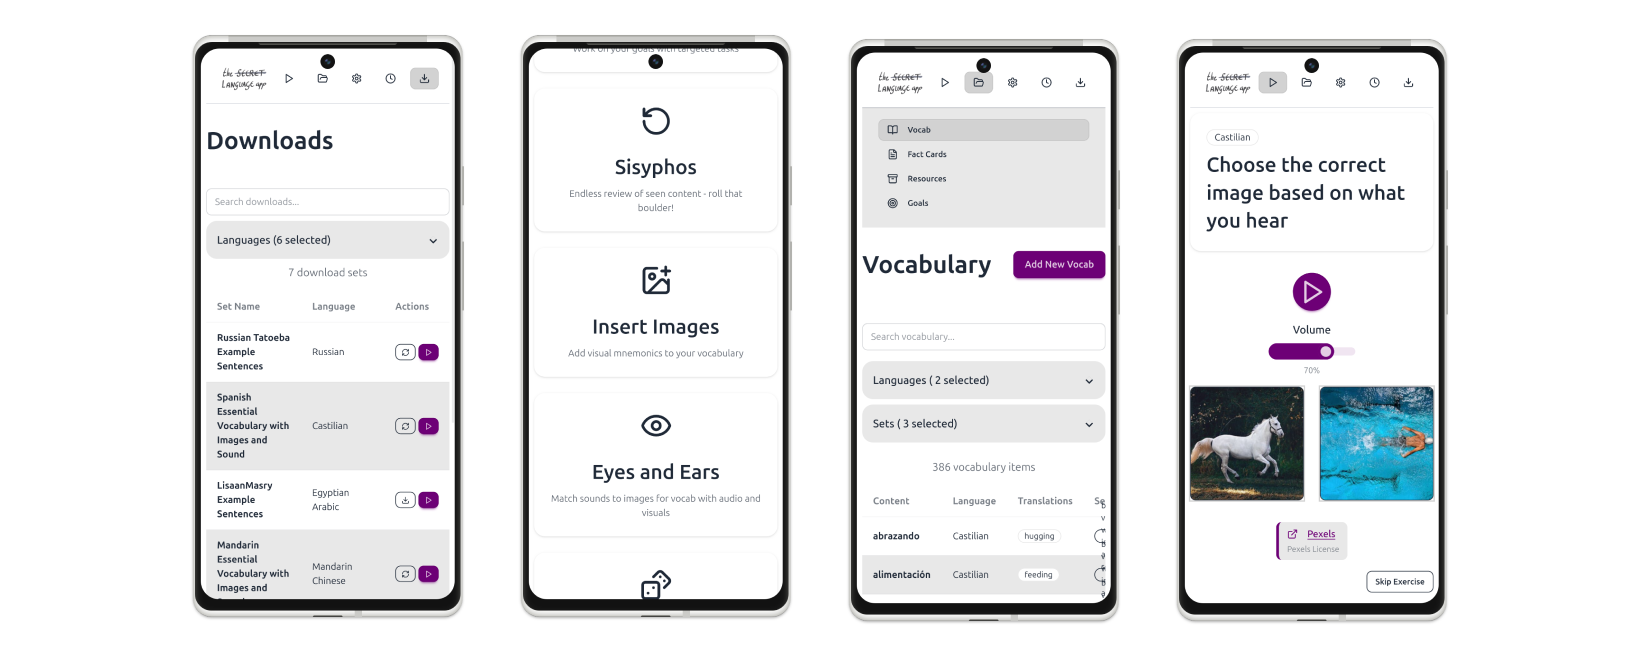 the SECRET
LANGUAGE app
Downloads
Search downloads...
Languages (6 selected)
7 download sets
Set Name Language Actions
Russian Tatoeba
Example
Sentences
Russian
Spanish
Essential
Vocabulary with
Images and
Sound
Castilian
LisaanMasry
Example
Sentences
Egyptian
Arabic
Mandarin
Essential
Vocabulary with
Images and
Mandarin
Chinese
Work on your goals with targeted tasks
Sisyphos
Endless review of seen content - roll that
boulder!
Insert Images
Add visual mnemonics to your vocabulary
Eyes and Ears
Match sounds to images for vocab with audio and
visuals
the SECRET
LANGUAGE app
Vocab
Fact Cards
Resources
Goals
Vocabulary
Add New Vocab
Search vocabulary...
Languages ( 2 selected)
Sets ( 3 selected)
386 vocabulary items
Content Language Translations
abrazando Castilian hugging
alimentación Castilian feeding
the SECRET
LANGUAGE app
Castilian
Choose the correct
image based on what
you hear
Volume
70%
Pexels
Pexels License
Skip Exercise